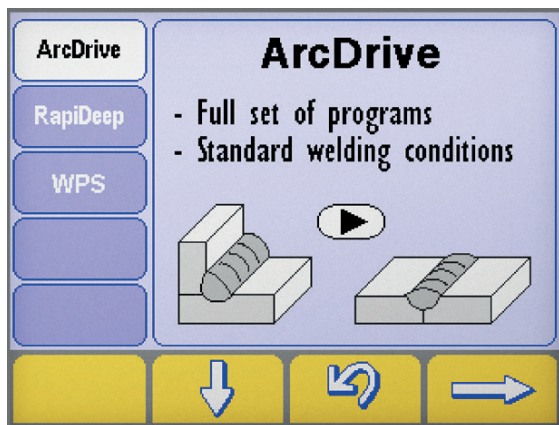 ArcDrive
RapiDeep
WPS
ArcDrive
- Full set of programs
- Standard welding conditions